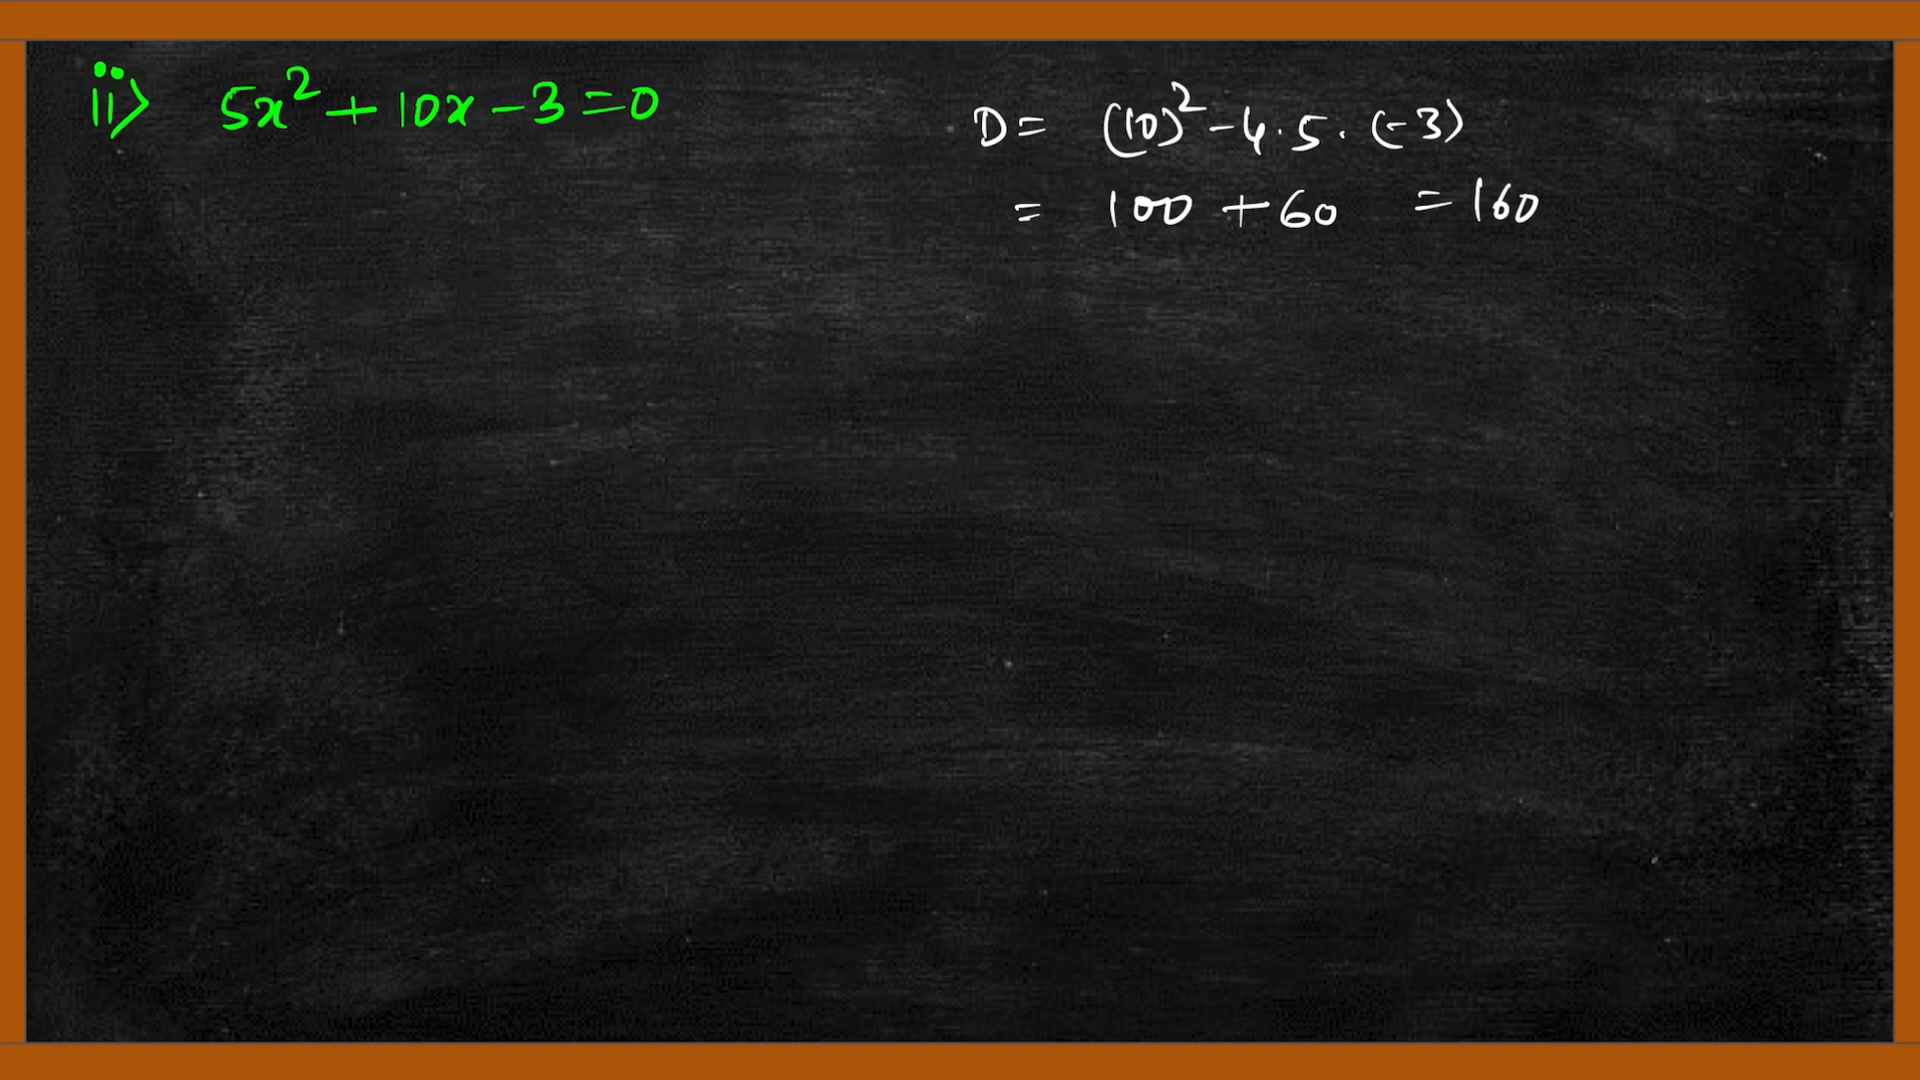 ii) 5x² + 10x - 3 = 0
D = (10)² - 4 . 5 . (-3)
= 100 + 60 = 160